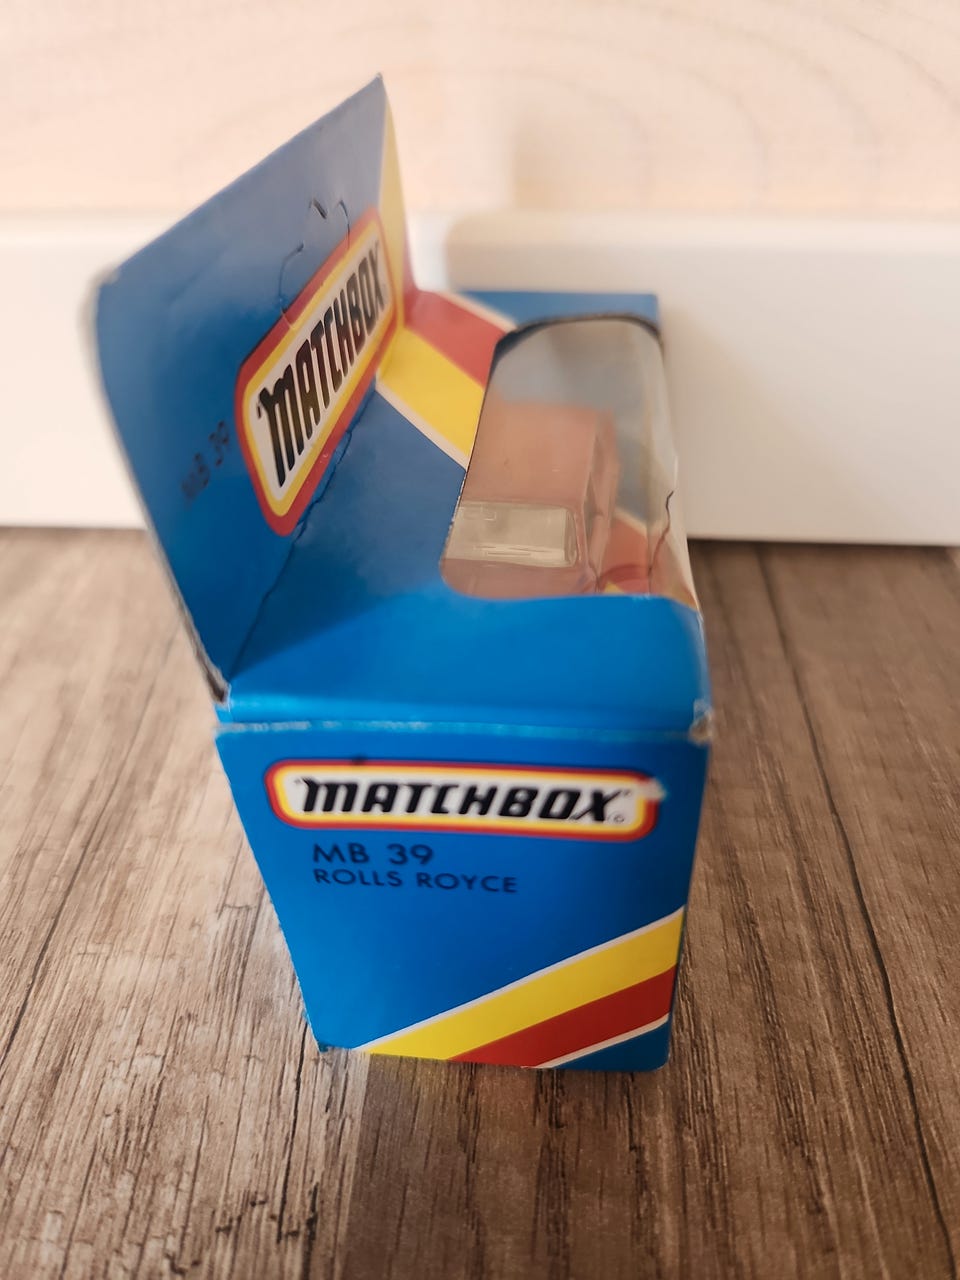 "MATCHBOX"
MB 39
"MATCHBOX"®
MB 39
ROLLS ROYCE